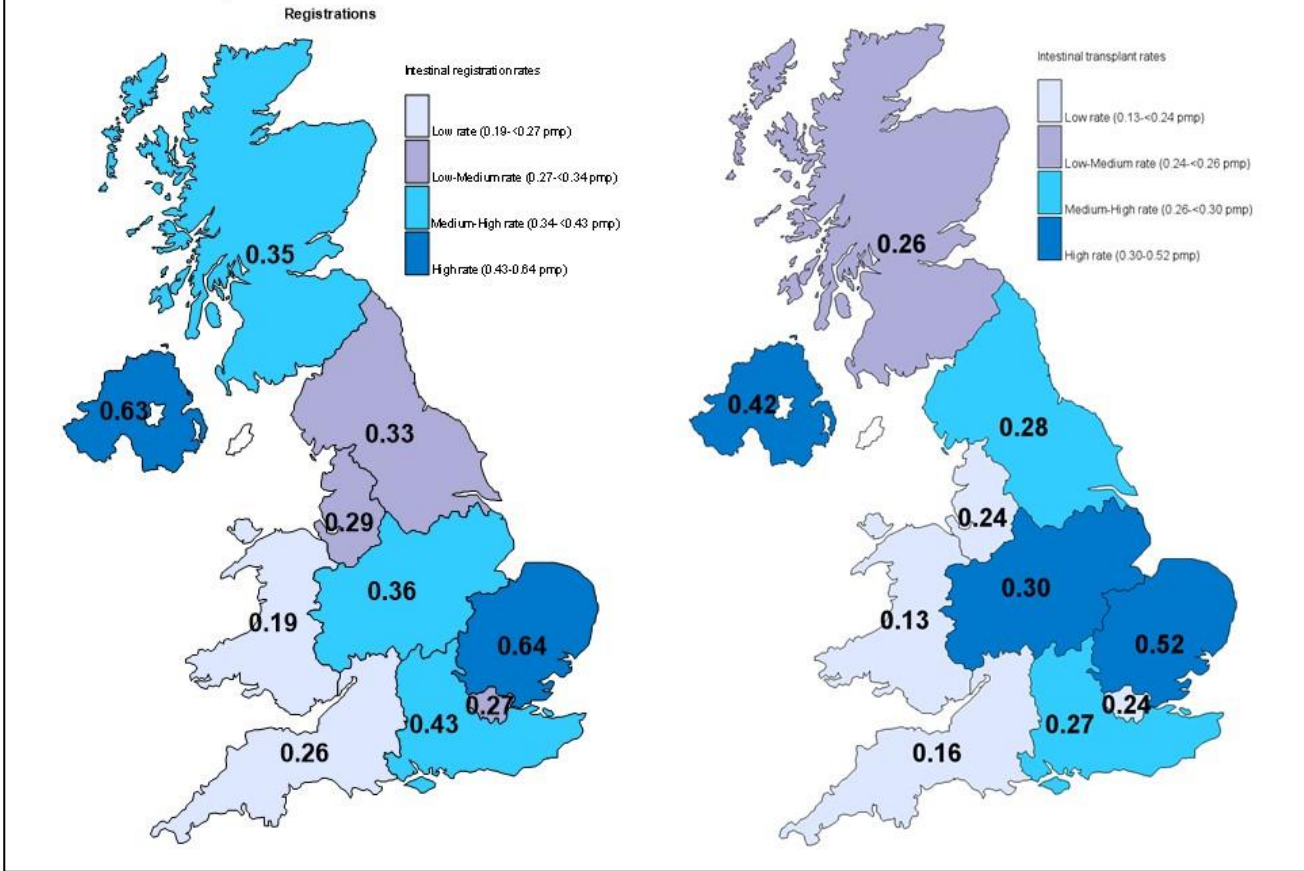 Registrations
Intestinal registration rates
Low rate (0.19-<0.27 pmp)
Low-Medium rate (0.27-<0.34 pmp)
Medium-High rate (0.34-<0.43 pmp)
High rate (0.43-0.64 pmp)
0.35
0.63
0.33
0.29
0.36
0.19
0.64
0.27
0.43
0.26
Intestinal transplant rates
Low rate (0.13-<0.24 pmp)
Low-Medium rate (0.24-<0.26 pmp)
Medium-High rate (0.26-<0.30 pmp)
High rate (0.30-0.52 pmp)
0.26
0.42
0.28
0.24
0.30
0.13
0.52
0.24
0.27
0.16